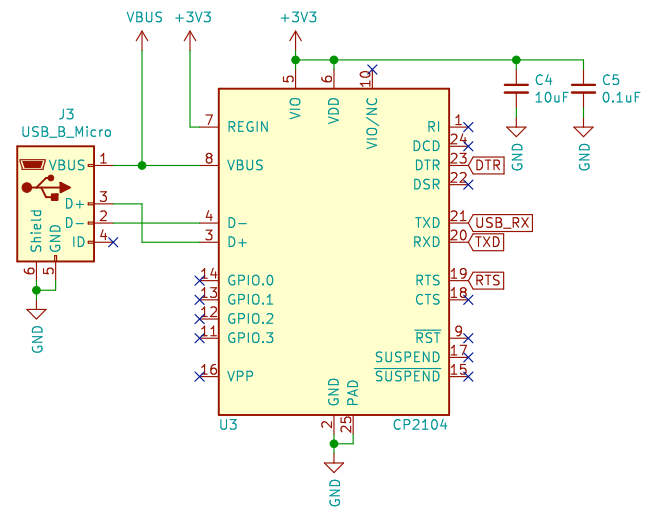 VBUS +3V3 +3V3
5 6 10
C4
10uF
C5
0.1uF
VIO VDD VIO/NC
J3
USB_B_Micro
7 REGIN
RI 1
DCD 24
GND GND
VBUS 1
8 VBUS
DTR 23 DTR
DSR 22
D+ 3
D- 2
ID 4
Shield GND
6 5
4 D-
3 D+
TXD 21 USB_RX
RXD 20 TXD
14 GPIO.0
13 GPIO.1
12 GPIO.2
11 GPIO.3
RTS 19 RTS
CTS 18
GND
RST 9
SUSPEND 17
16 VPP
SUSPEND 15
GND PAD
U3
2 25
CP2104
GND